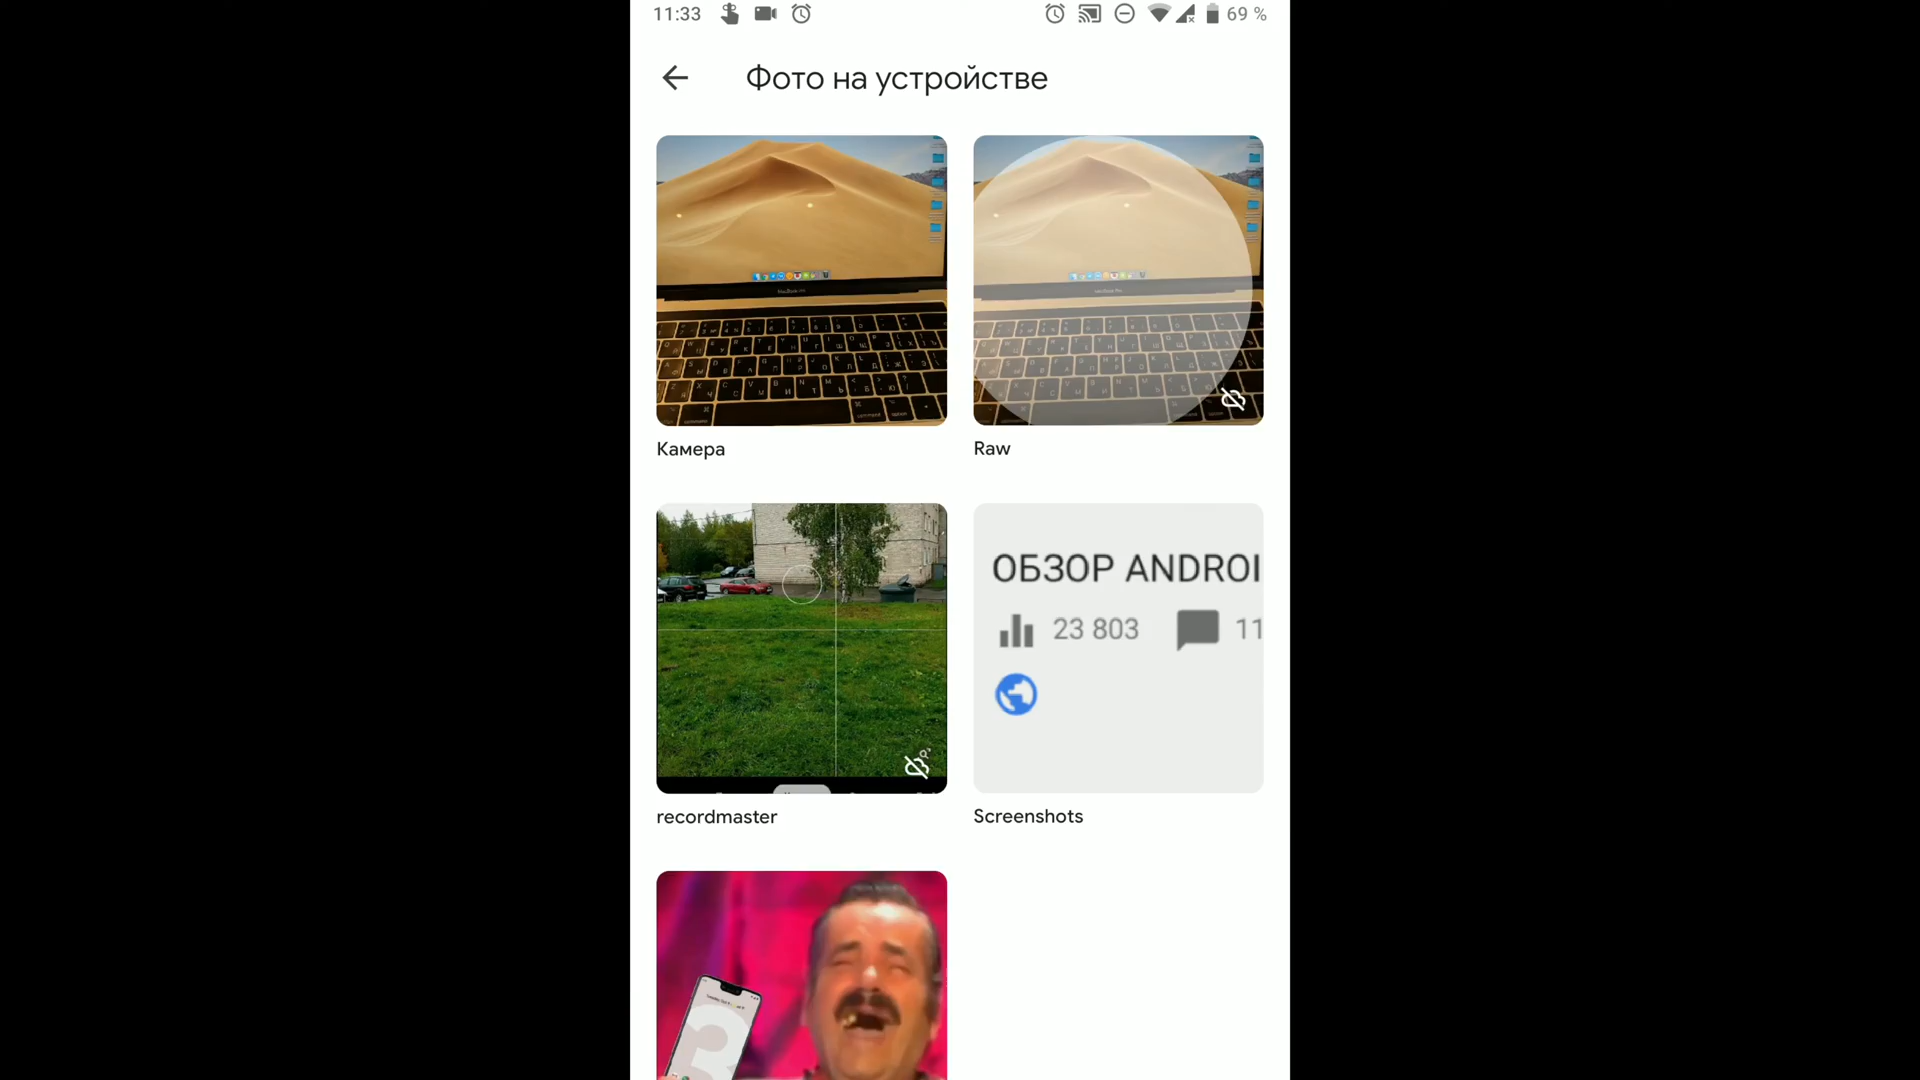 11:33
69 %
Фото на устройстве
Камера
Raw
ОБЗОР ANDROI
23 803
11
recordmaster
Screenshots